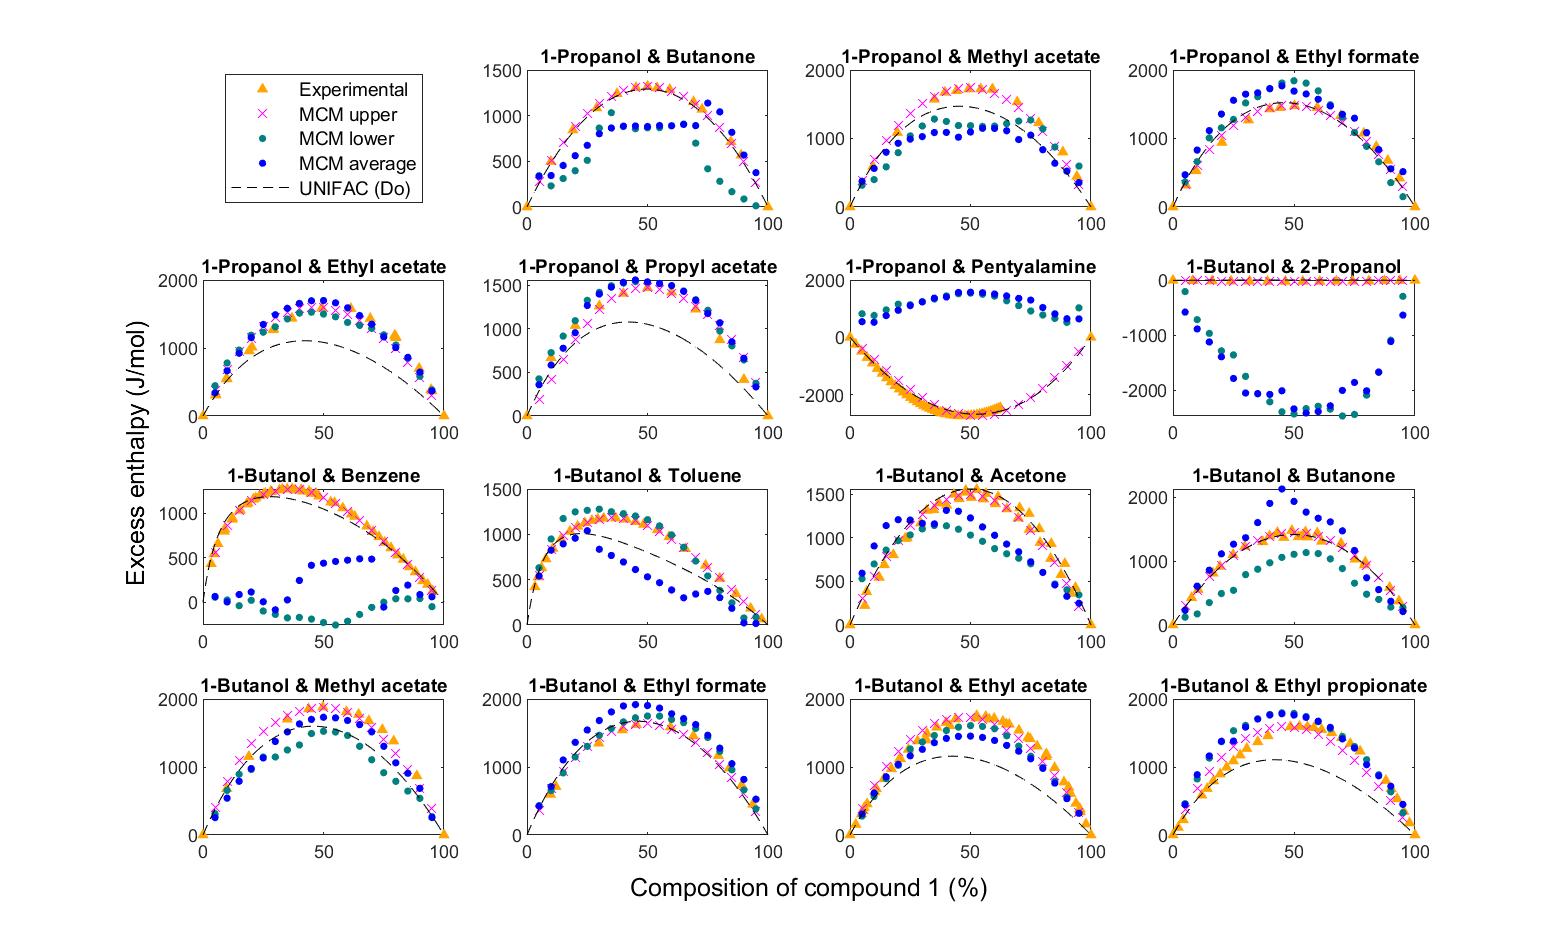 Experimental
MCM upper
MCM lower
MCM average
UNIFAC (Do)
1-Propanol & Butanone
1500
1000
500
0
0 50 100
1-Propanol & Methyl acetate
2000
1000
0
0 50 100
1-Propanol & Ethyl formate
2000
1000
0
0 50 100
1-Propanol & Ethyl acetate
2000
1000
0
0 50 100
1-Propanol & Propyl acetate
1500
1000
500
0
0 50 100
1-Propanol & Pentyalamine
2000
0
-2000
0 50 100
1-Butanol & 2-Propanol
0
-1000
-2000
0 50 100
1-Butanol & Benzene
1000
500
0
0 50 100
1-Butanol & Toluene
1500
1000
500
0
0 50 100
1-Butanol & Acetone
1500
1000
500
0
0 50 100
1-Butanol & Butanone
2000
1000
0
0 50 100
1-Butanol & Methyl acetate
2000
1000
0
0 50 100
1-Butanol & Ethyl formate
2000
1000
0
0 50 100
1-Butanol & Ethyl acetate
2000
1000
0
0 50 100
1-Butanol & Ethyl propionate
2000
1000
0
0 50 100
Excess enthalpy (J/mol)
Composition of compound 1 (%)